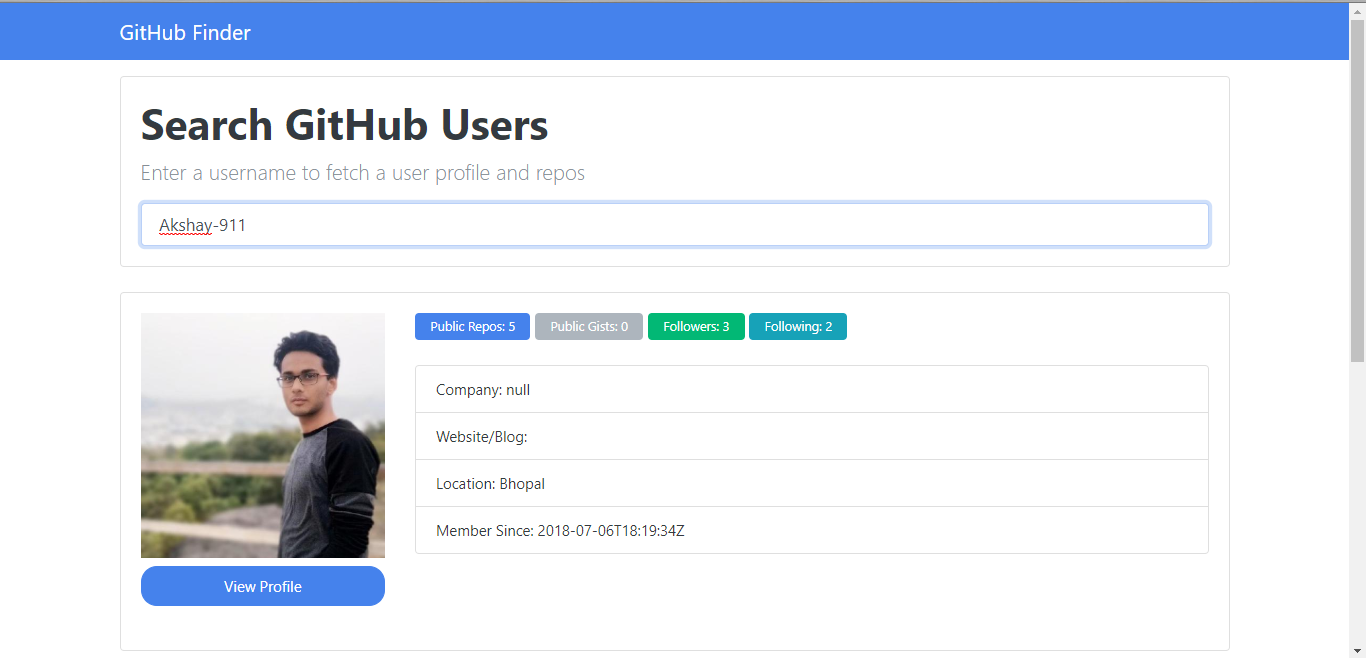 GitHub Finder
Search GitHub Users
Enter a username to fetch a user profile and repos
Akshay-911
Public Repos: 5 Public Gists: 0 Followers: 3 Following: 2
Company: null
Website/Blog:
Location: Bhopal
Member Since: 2018-07-06T18:19:34Z
View Profile